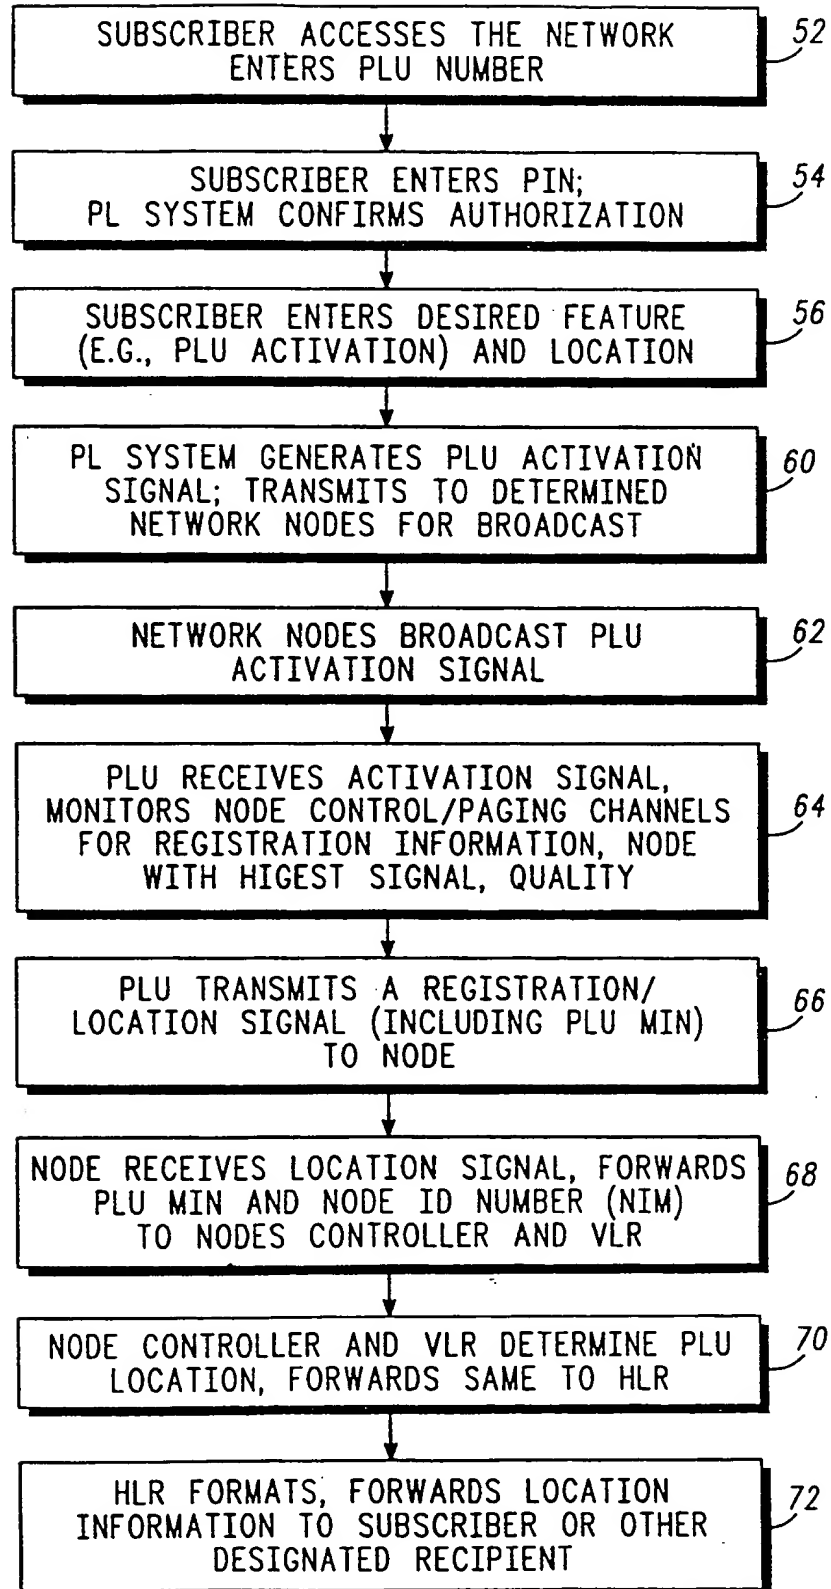 SUBSCRIBER ACCESSES THE NETWORK
ENTERS PLU NUMBER
52
SUBSCRIBER ENTERS PIN;
PL SYSTEM CONFIRMS AUTHORIZATION
54
SUBSCRIBER ENTERS DESIRED FEATURE
(E.G., PLU ACTIVATION) AND LOCATION
56
PL SYSTEM GENERATES PLU ACTIVATION
SIGNAL; TRANSMITS TO DETERMINED
NETWORK NODES FOR BROADCAST
60
NETWORK NODES BROADCAST PLU
ACTIVATION SIGNAL
62
PLU RECEIVES ACTIVATION SIGNAL,
MONITORS NODE CONTROL/PAGING CHANNELS
FOR REGISTRATION INFORMATION, NODE
WITH HIGEST SIGNAL, QUALITY
64
PLU TRANSMITS A REGISTRATION/
LOCATION SIGNAL (INCLUDING PLU MIN)
TO NODE
66
NODE RECEIVES LOCATION SIGNAL, FORWARDS
PLU MIN AND NODE ID NUMBER (NIM)
TO NODES CONTROLLER AND VLR
68
NODE CONTROLLER AND VLR DETERMINE PLU
LOCATION, FORWARDS SAME TO HLR
70
HLR FORMATS, FORWARDS LOCATION
INFORMATION TO SUBSCRIBER OR OTHER
DESIGNATED RECIPIENT
72